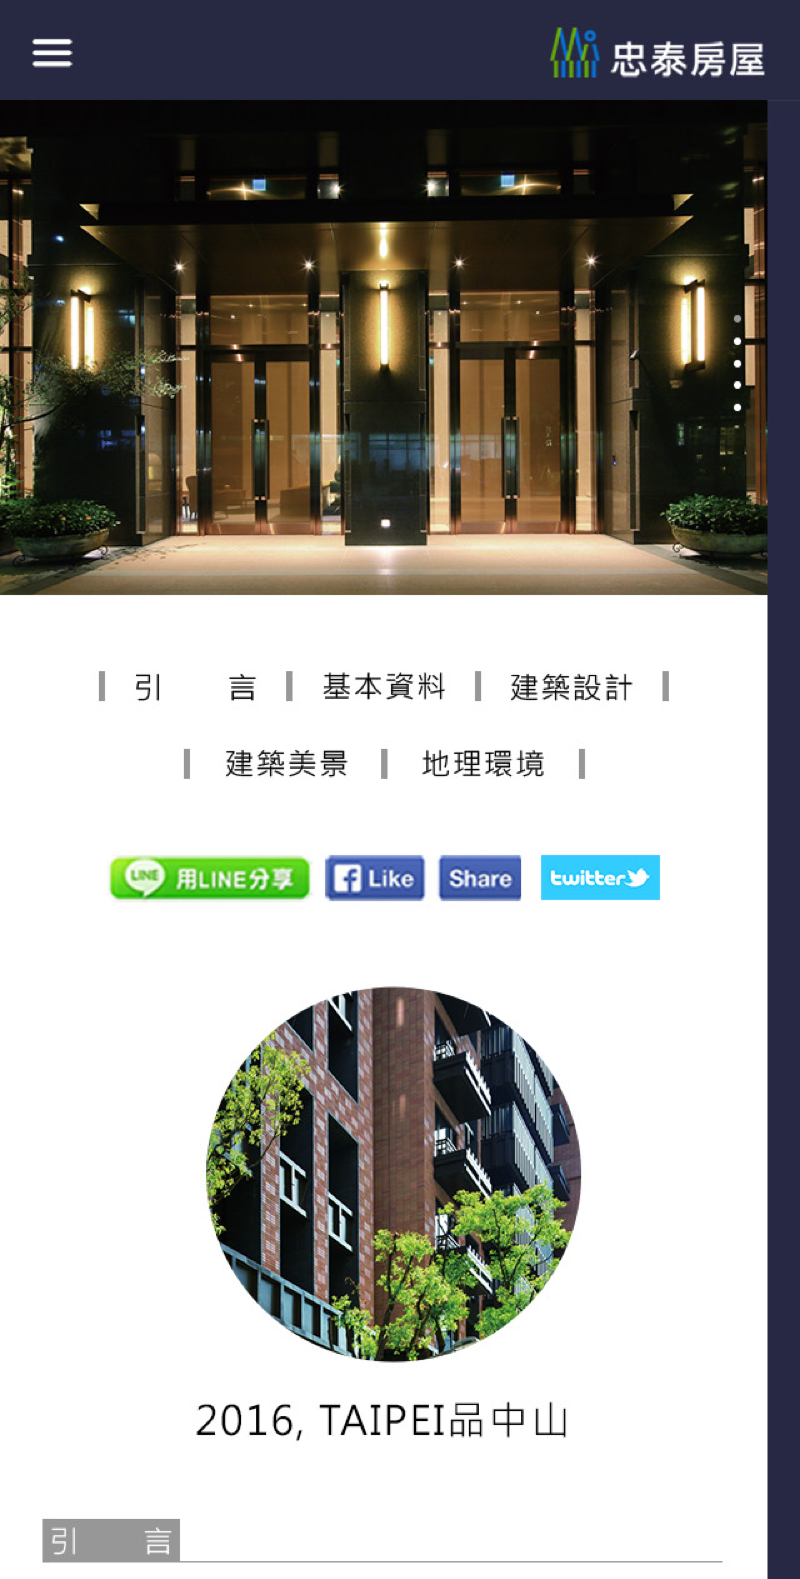 忠泰房屋
引 言 基本資料 建築設計
建築美景 地理環境
LINE 用LINE分享 Like Share twitter
2016, TAIPEI品中山
引 言